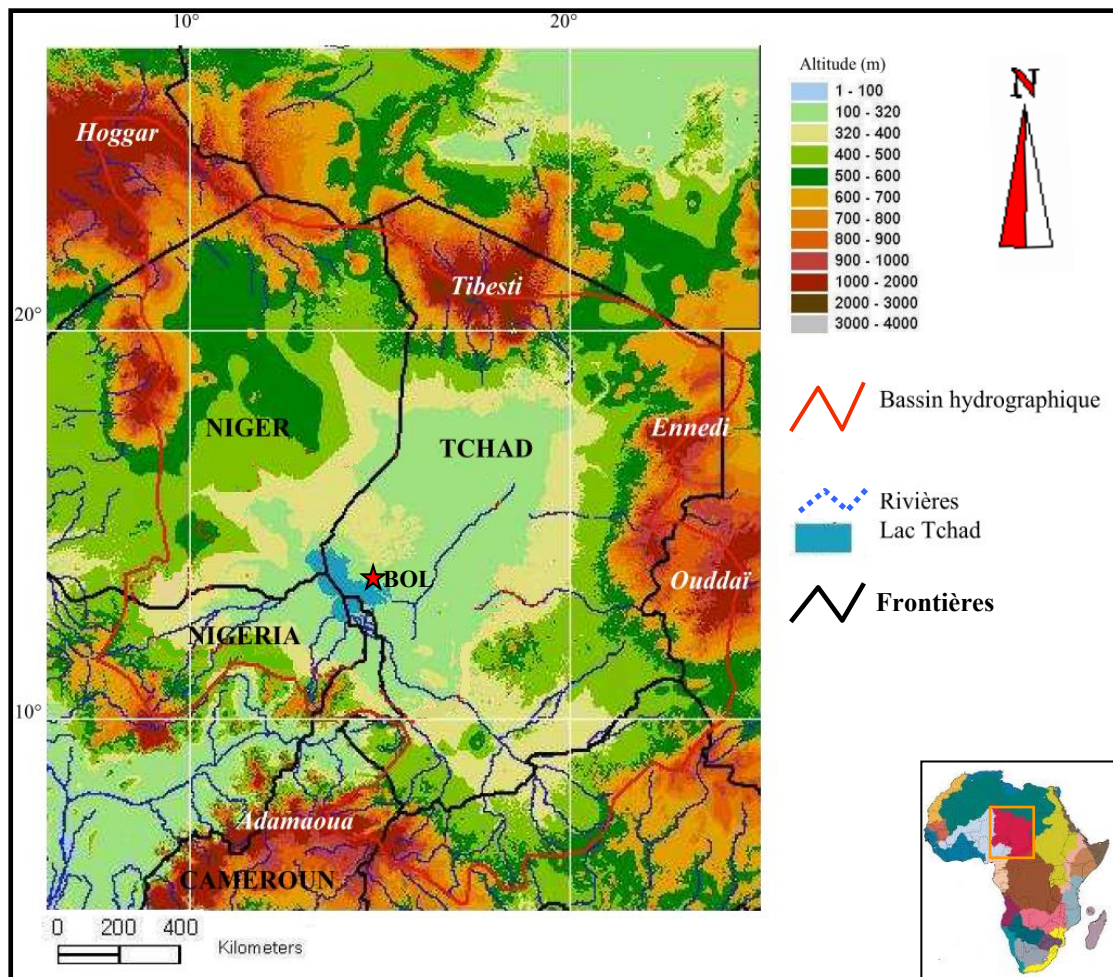 10° 20°
Altitude (m)
1 - 100
100 - 320
320 - 400
400 - 500
500 - 600
600 - 700
700 - 800
800 - 900
900 - 1000
1000 - 2000
2000 - 3000
3000 - 4000
N
Hoggar
Tibesti
20°
Bassin hydrographique
NIGER
TCHAD
Ennedi
Rivières
Lac Tchad
BOL
Ouddaï
Frontières
NIGERIA
10°
Adamaoua
CAMEROUN
0 200 400
Kilometers